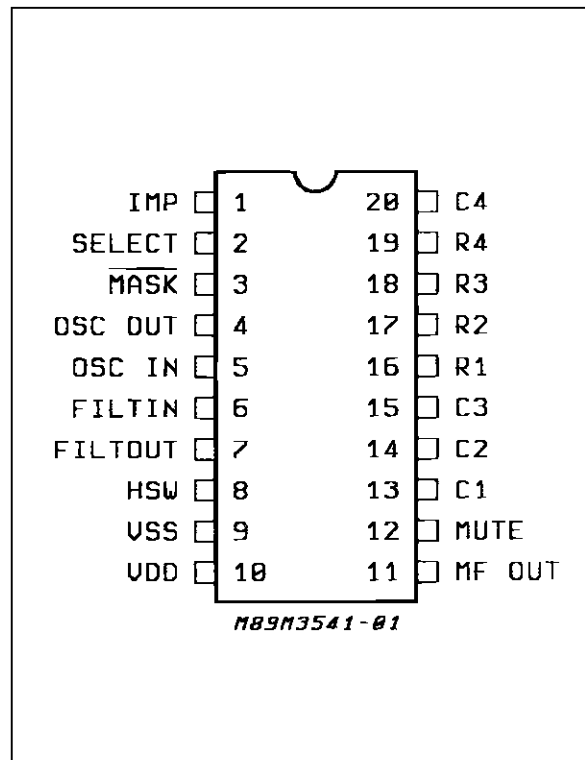 IMP 1 20 C4
SELECT 2 19 R4
MASK 3 18 R3
OSC OUT 4 17 R2
OSC IN 5 16 R1
FILTIN 6 15 C3
FILTOUT 7 14 C2
HSW 8 13 C1
VSS 9 12 MUTE
VDD 10 11 MF OUT
M89M3541-01